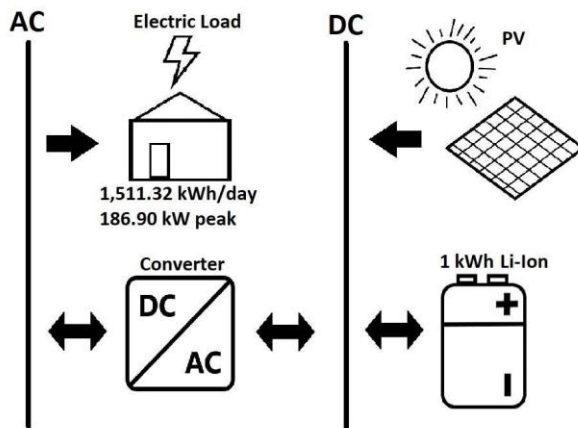 AC
Electric Load
DC
PV
1,511.32 kWh/day
186.90 kW peak
Converter
1 kWh Li-Ion
DC
AC